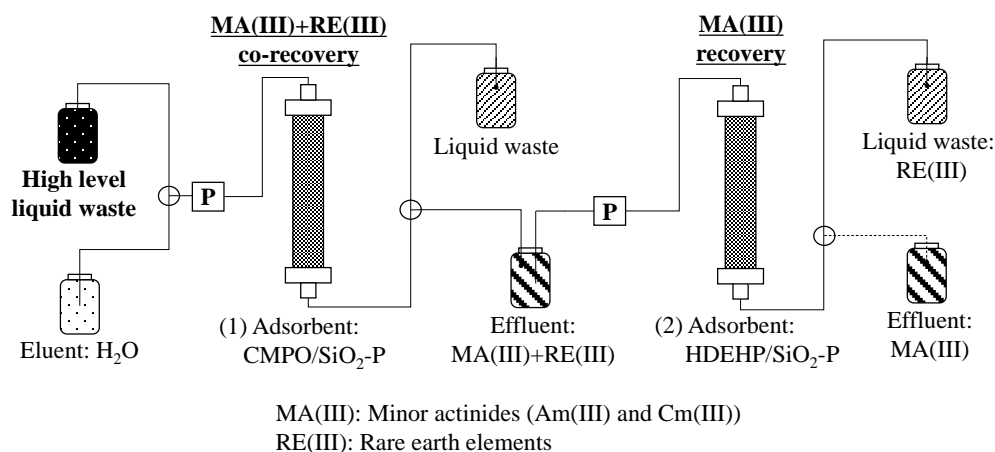 MA(III)+RE(III)
co-recovery
MA(III)
recovery
High level
liquid waste
P
Liquid waste
P
Liquid waste:
RE(III)
Eluent: H₂O
(1) Adsorbent:
CMPO/SiO₂-P
Effluent:
MA(III)+RE(III)
(2) Adsorbent:
HDEHP/SiO₂-P
Effluent:
MA(III)
MA(III): Minor actinides (Am(III) and Cm(III))
RE(III): Rare earth elements